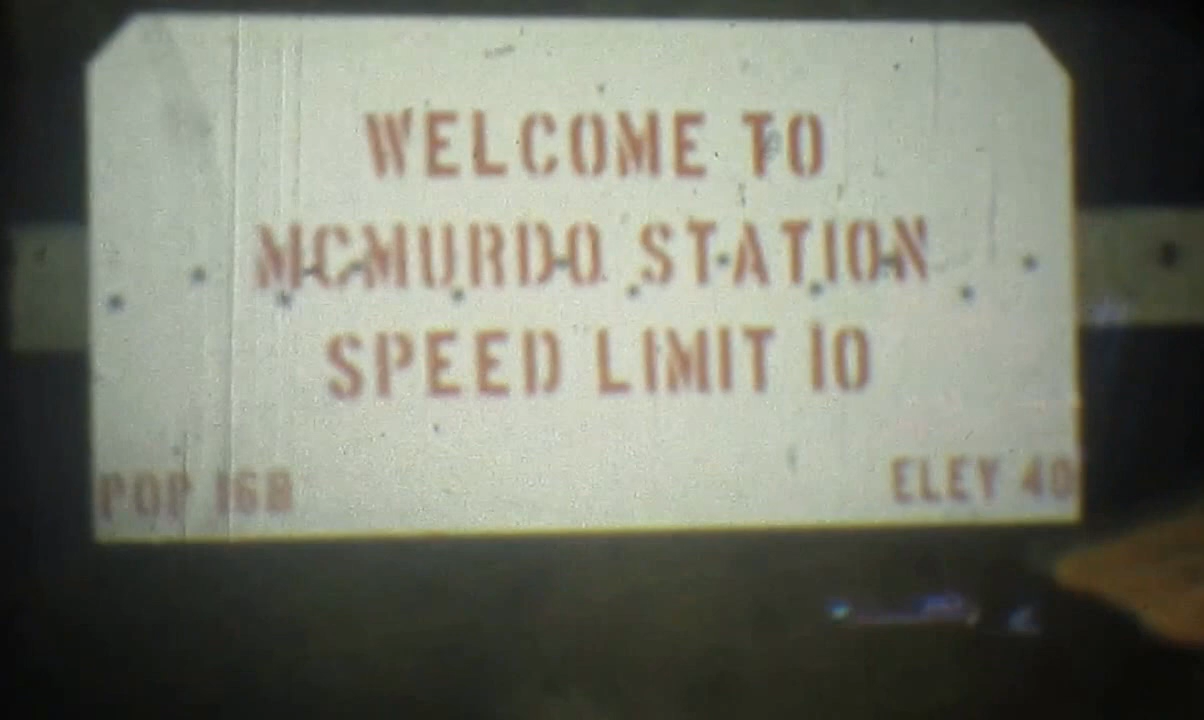 WELCOME TO
MCMURDO STATION
SPEED LIMIT 10
POP 168
ELEV 40